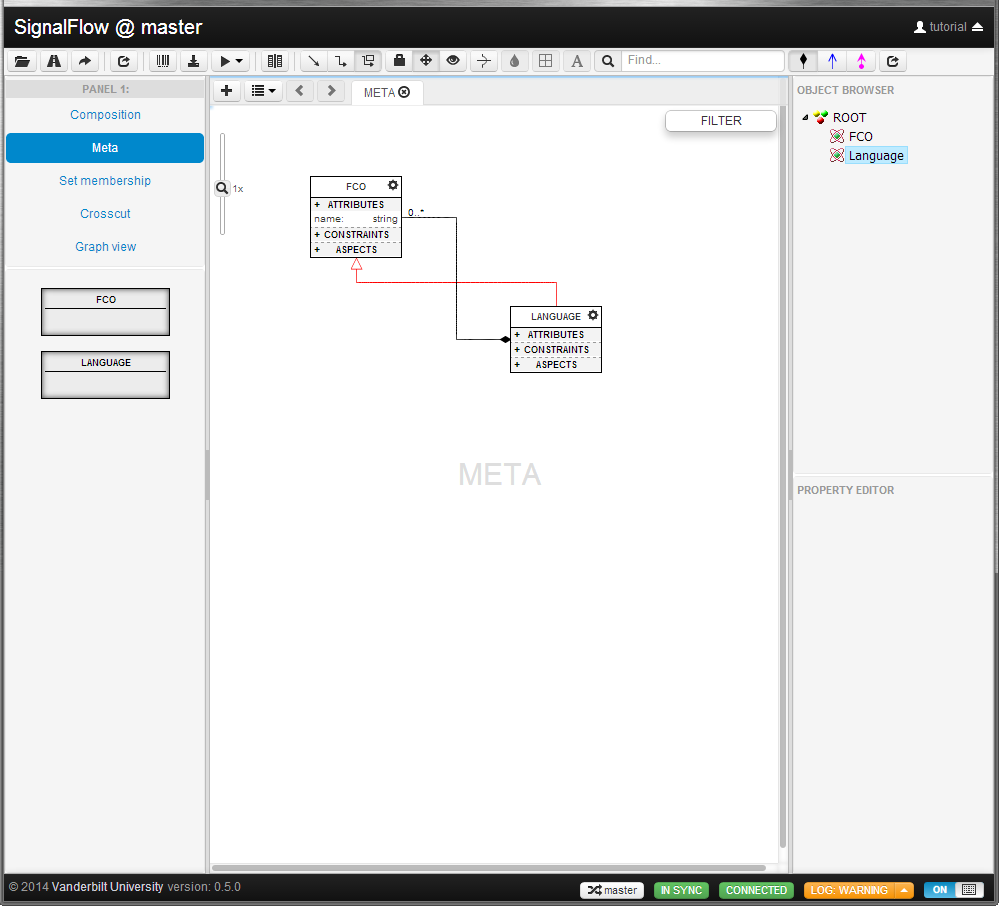 SignalFlow @ master
tutorial
A
Find...
PANEL 1:
Composition
Meta
Set membership
Crosscut
Graph view
FCO
LANGUAGE
META
FILTER
1x
FCO
+ ATTRIBUTES
name: string
+ CONSTRAINTS
+ ASPECTS
0..*
LANGUAGE
+ ATTRIBUTES
+ CONSTRAINTS
+ ASPECTS
META
OBJECT BROWSER
ROOT
FCO
Language
PROPERTY EDITOR
© 2014 Vanderbilt University version: 0.5.0
master
IN SYNC
CONNECTED
LOG: WARNING
ON